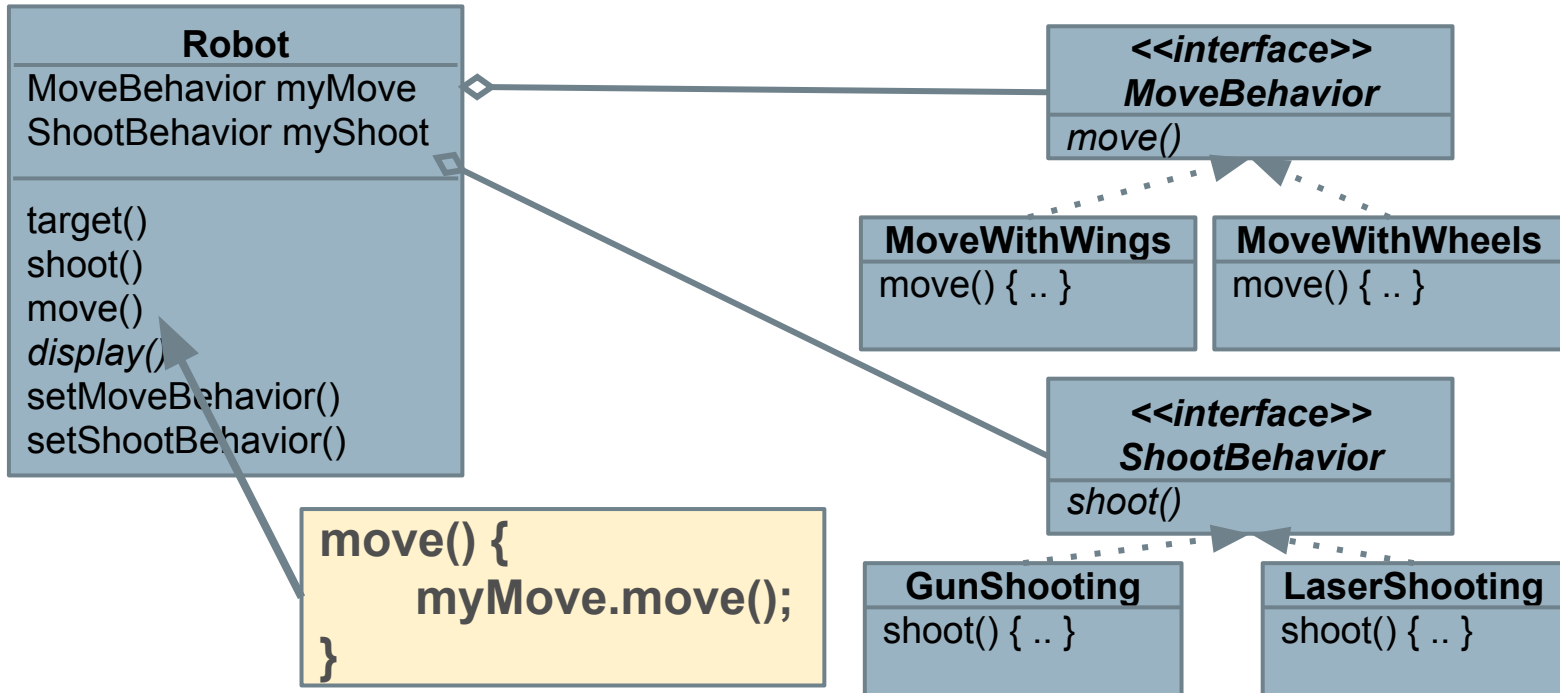 Robot
MoveBehavior myMove
ShootBehavior myShoot
target()
shoot()
move()
display()
setMoveBehavior()
setShootBehavior()
move() {
myMove.move();
}
<<interface>>
MoveBehavior
move()
MoveWithWings
move() { .. }
MoveWithWheels
move() { .. }
<<interface>>
ShootBehavior
shoot()
GunShooting
shoot() { .. }
LaserShooting
shoot() { .. }